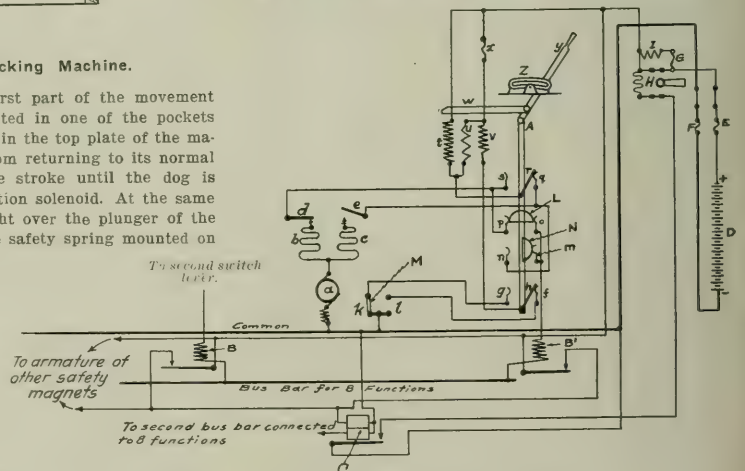 cking Machine.
rst part of the movement
ted in one of the pockets
in the top plate of the ma-
om returning to its normal
e stroke until the dog is
tion solenoid. At the same
ht over the plunger of the
e safety spring mounted on
To second switch
lever.
x
y
Z
I
G
H
W
A
t
u
v
F
E
s
r
q
L
d
e
p
o
N
b
c
m
n
+
D
-
a
M
k
l
g
h
f
Common
B
B'
To armature of
other safety
magnets
Bus Bar for 8 Functions
To second bus bar connected
to 8 functions
C